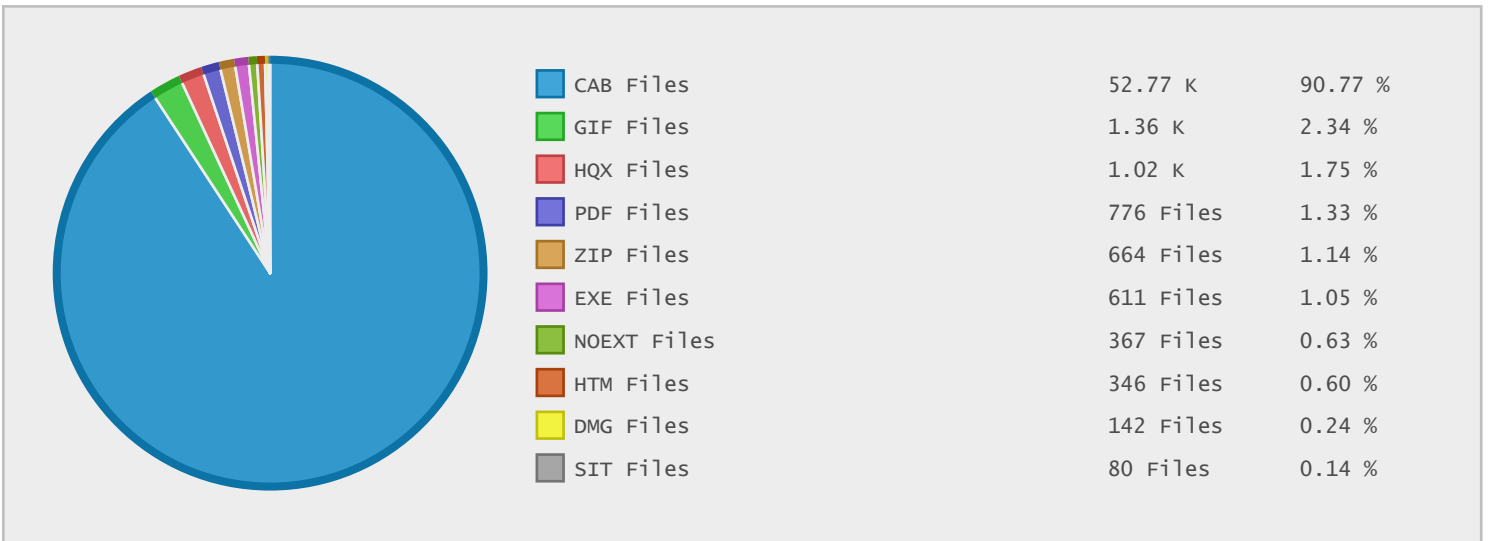 CAB Files 52.77 K 90.77 %
GIF Files 1.36 K 2.34 %
HQX Files 1.02 K 1.75 %
PDF Files 776 Files 1.33 %
ZIP Files 664 Files 1.14 %
EXE Files 611 Files 1.05 %
NOEXT Files 367 Files 0.63 %
HTM Files 346 Files 0.60 %
DMG Files 142 Files 0.24 %
SIT Files 80 Files 0.14 %